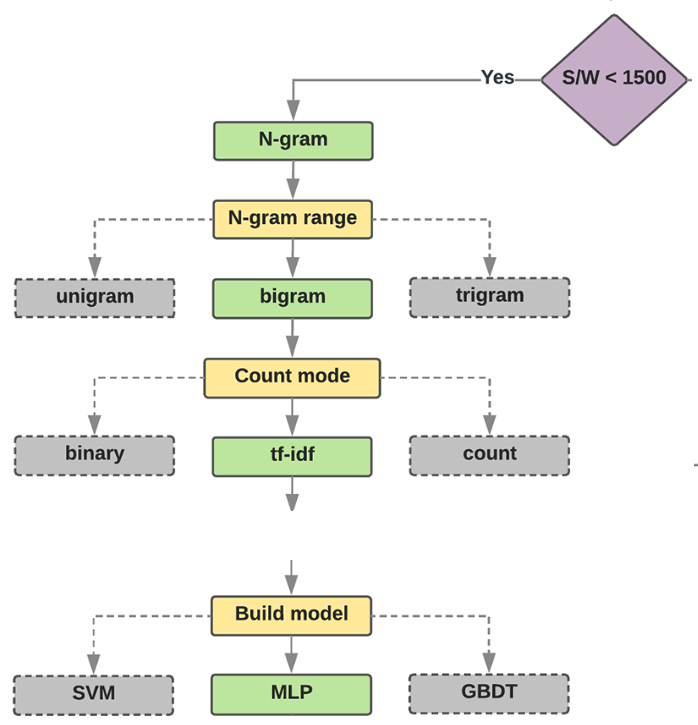 Yes
S/W < 1500
N-gram
N-gram range
unigram
bigram
trigram
Count mode
binary
tf-idf
count
Build model
SVM
MLP
GBDT